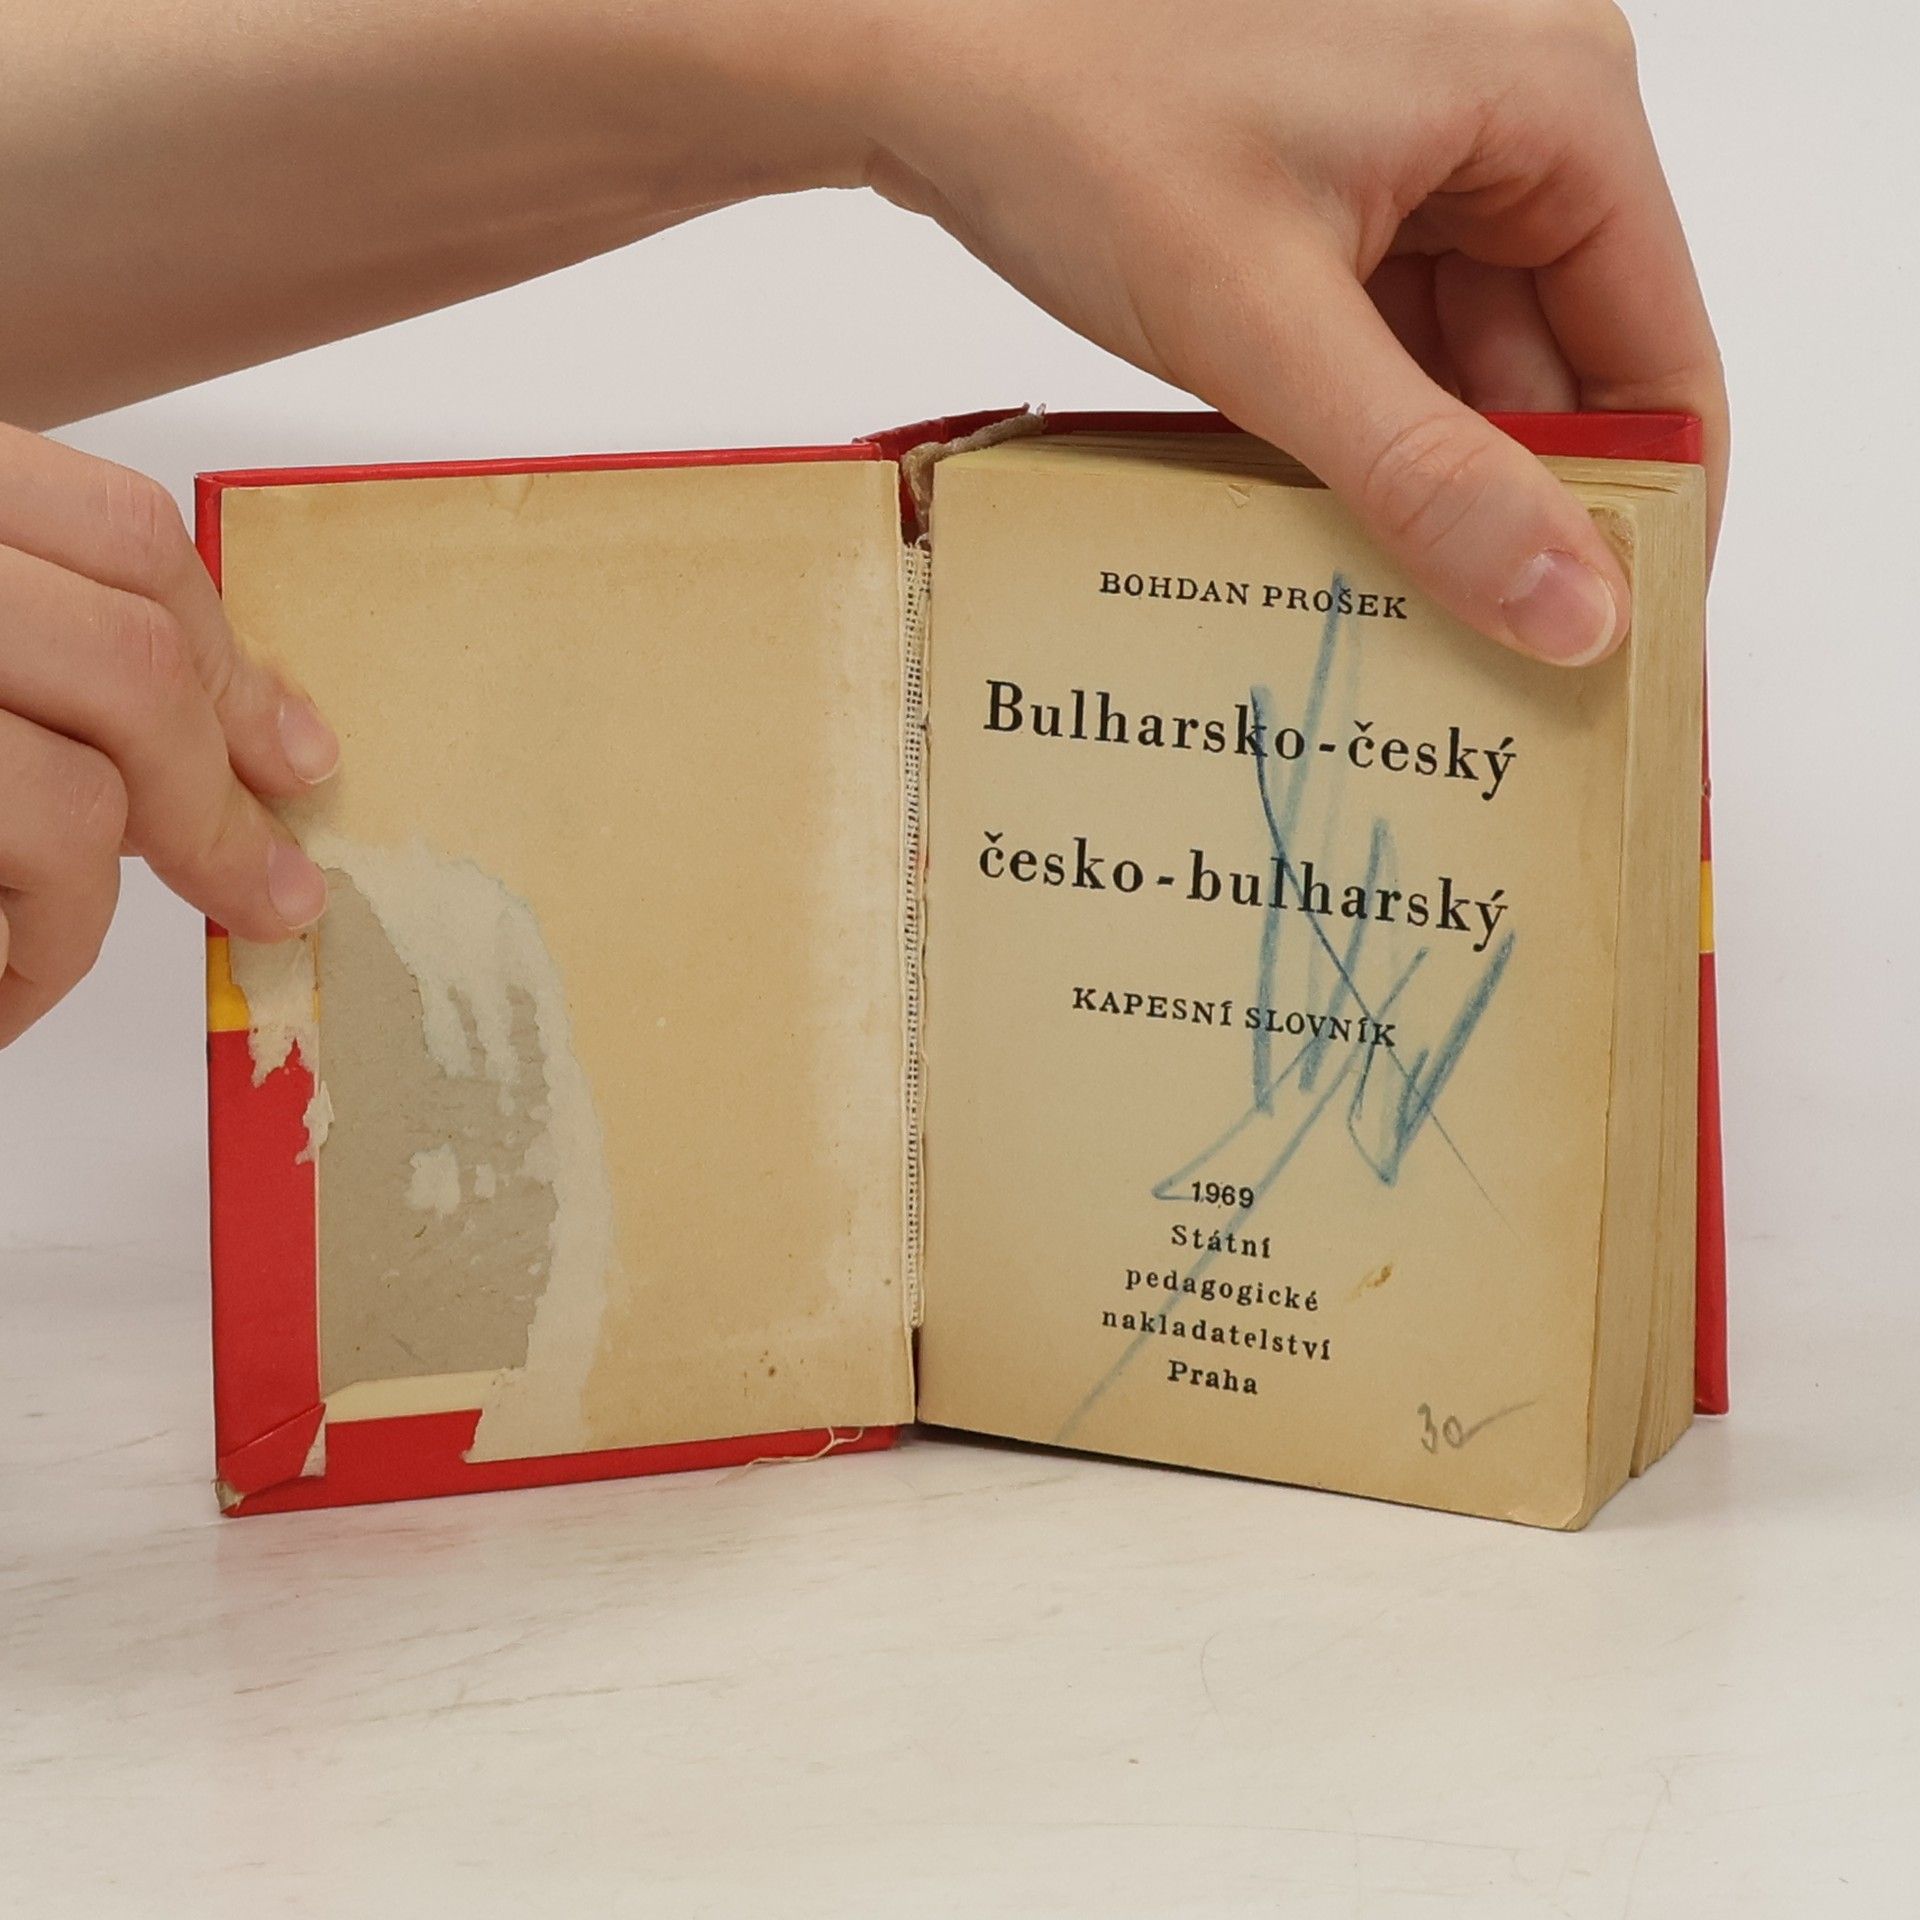 BOHDAN PROŠEK
Bulharsko-český
česko-bulharský
KAPESNÍ SLOVNÍK
1969
Státní
pedagogické
nakladatelství
Praha
30